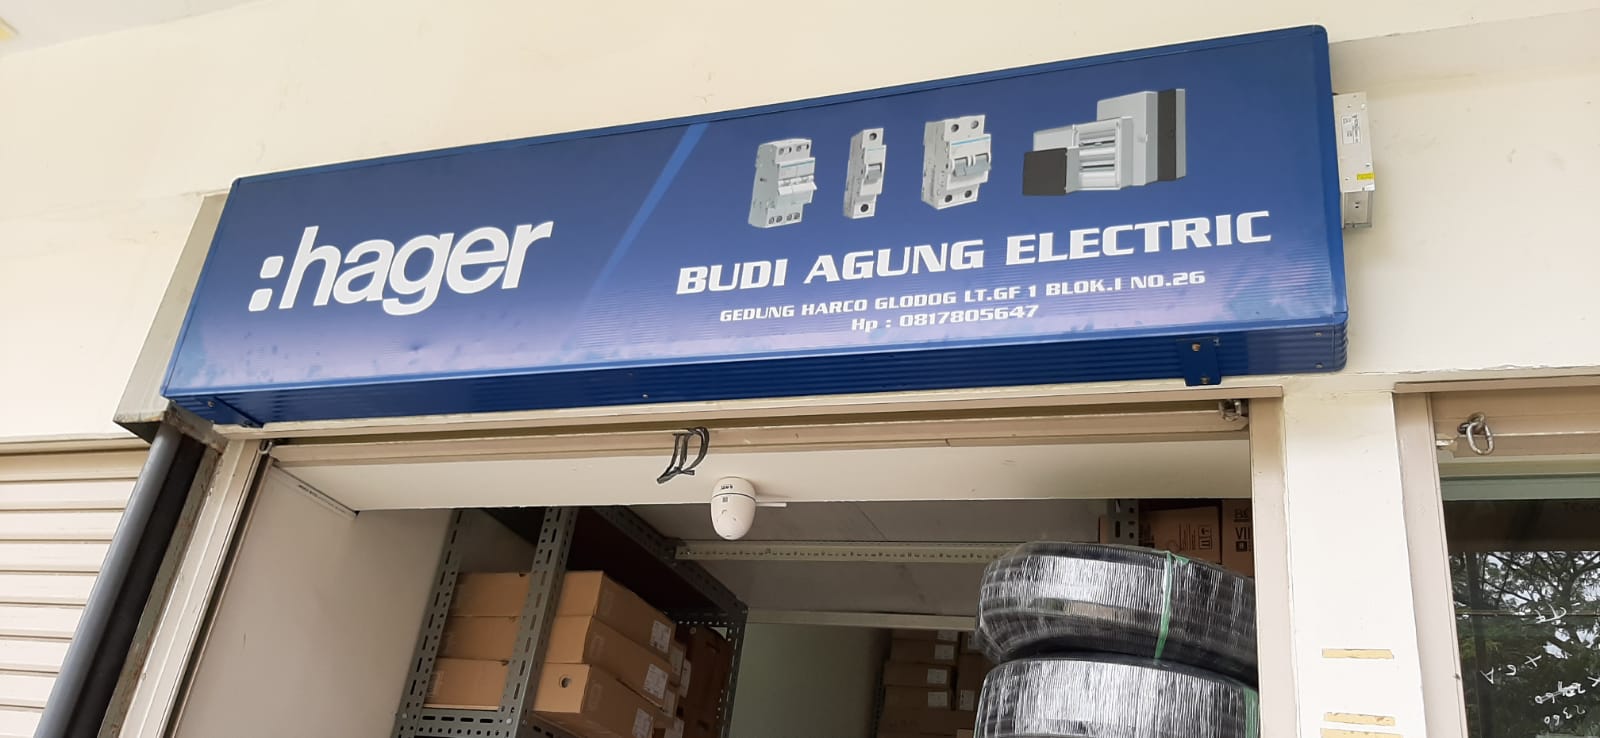 :hager
BUDI AGUNG ELECTRIC
GEDUNG HARCO GLODOG LT.GF 1 BLOK.I NO.26
Hp : 0817805647